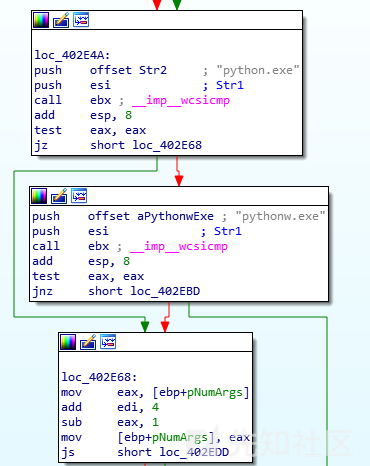 loc_402E4A:
push offset Str2 ; "python.exe"
push esi ; Str1
call ebx ; __imp__wcsicmp
add esp, 8
test eax, eax
jz short loc_402E68
push offset aPythonwExe ; "pythonw.exe"
push esi ; Str1
call ebx ; __imp__wcsicmp
add esp, 8
test eax, eax
jnz short loc_402EBD
loc_402E68:
mov eax, [ebp+pNumArgs]
add edi, 4
sub eax, 1
mov [ebp+pNumArgs], eax
js short loc_402EDD
先知社区